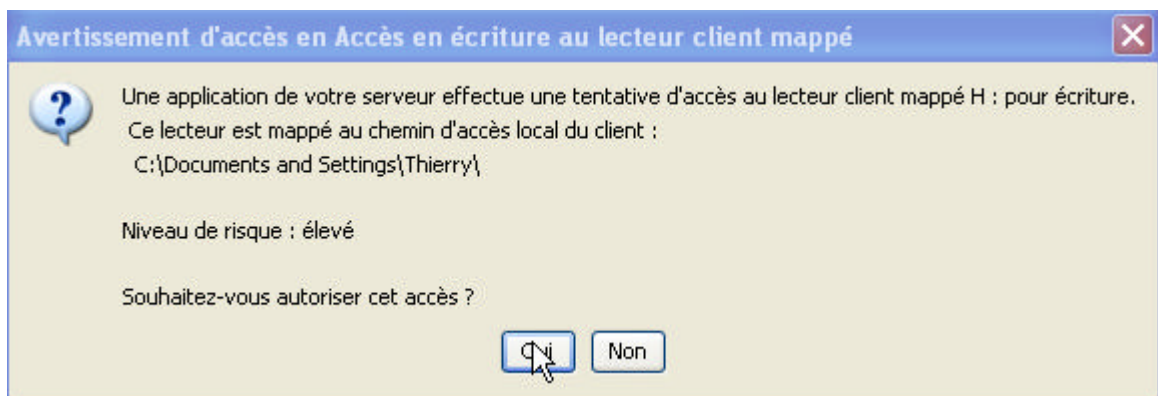 Avertissement d'accès en Accès en écriture au lecteur client mappé
Une application de votre serveur effectue une tentative d'accès au lecteur client mappé H : pour écriture.
Ce lecteur est mappé au chemin d'accès local du client :
C:\Documents and Settings\Thierry\
Niveau de risque : élevé
Souhaitez-vous autoriser cet accès ?
Oui Non